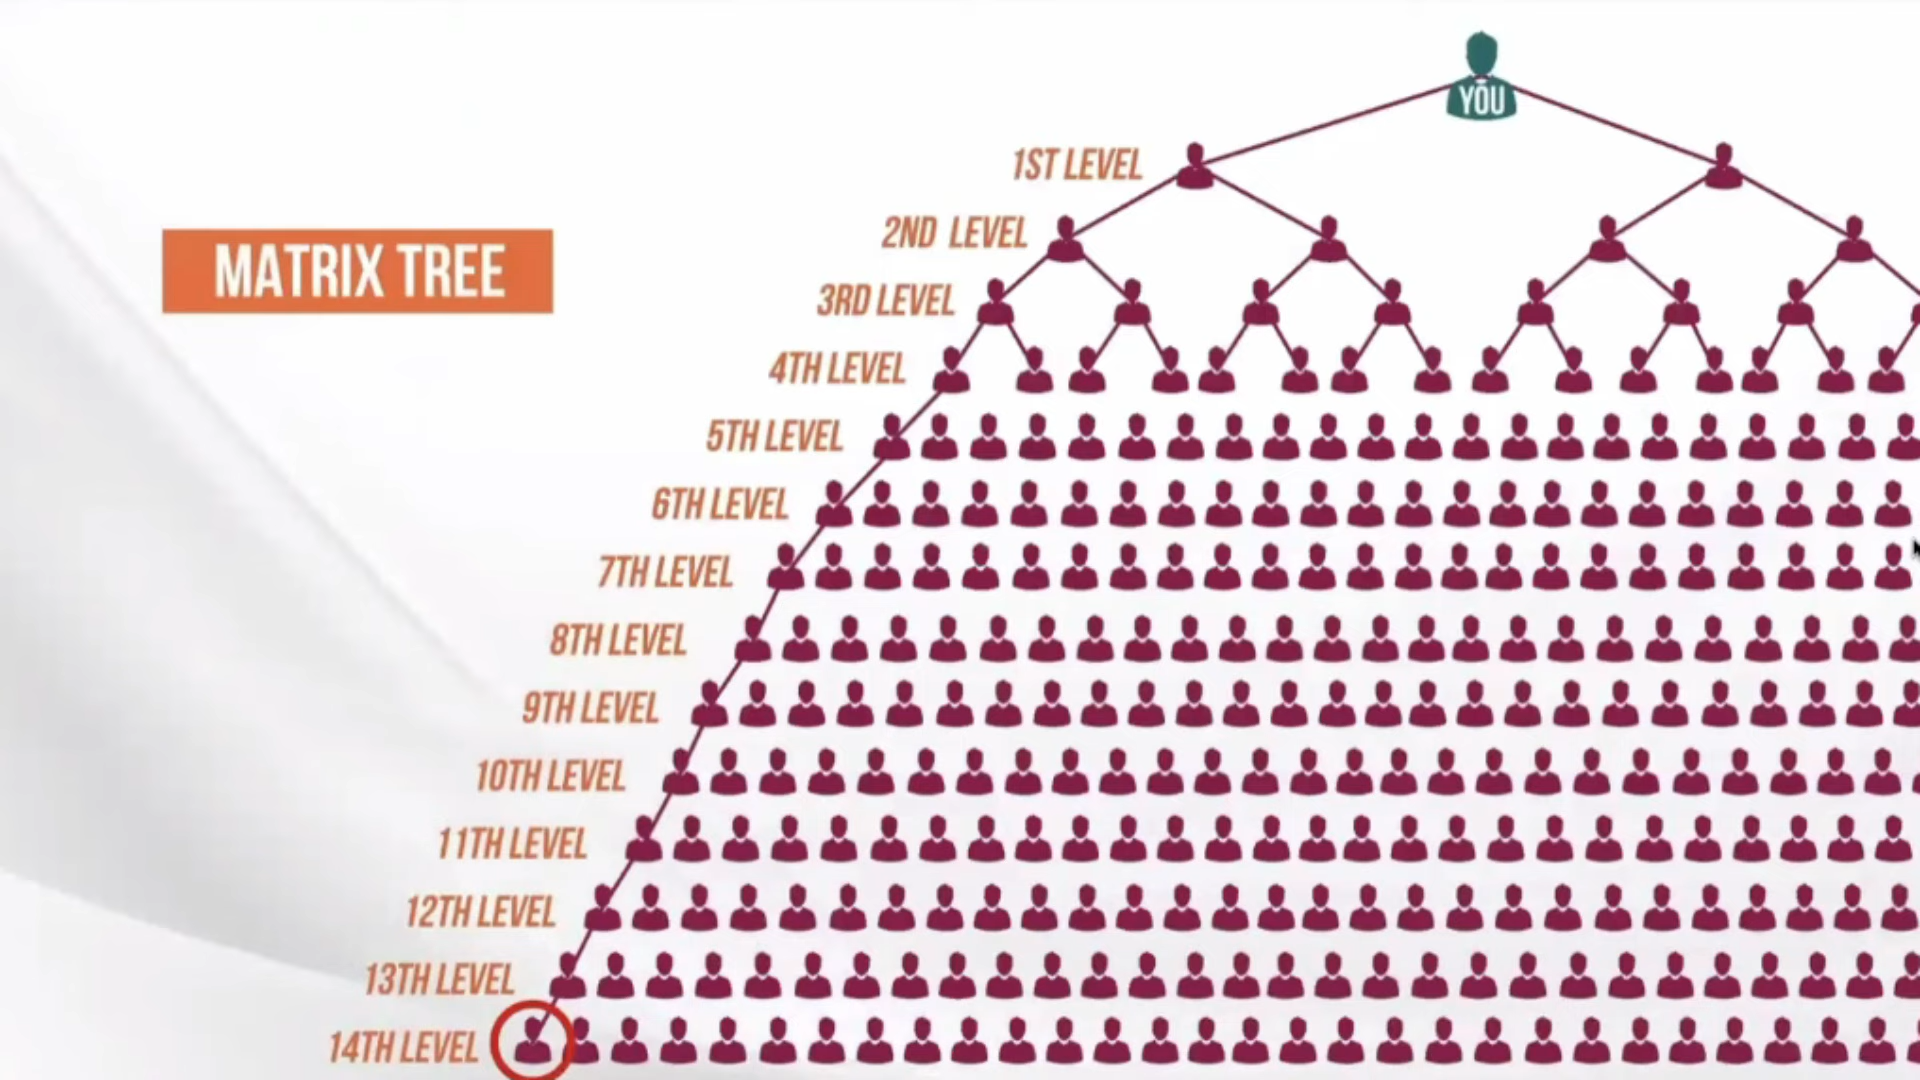 YOU
1ST LEVEL
2ND LEVEL
MATRIX TREE
3RD LEVEL
4TH LEVEL
5TH LEVEL
6TH LEVEL
7TH LEVEL
8TH LEVEL
9TH LEVEL
10TH LEVEL
11TH LEVEL
12TH LEVEL
13TH LEVEL
14TH LEVEL